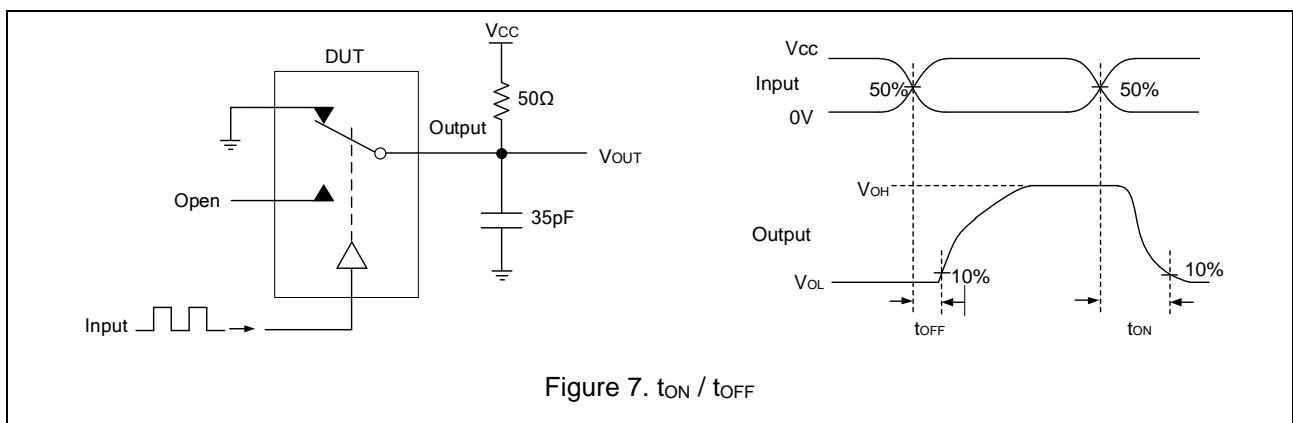 DUT
VCC
50Ω
Output
VOUT
Open
35pF
Input
Vcc
Input
50%
50%
0V
VOH
Output
10%
10%
VOL
tOFF
tON
Figure 7. tON / tOFF